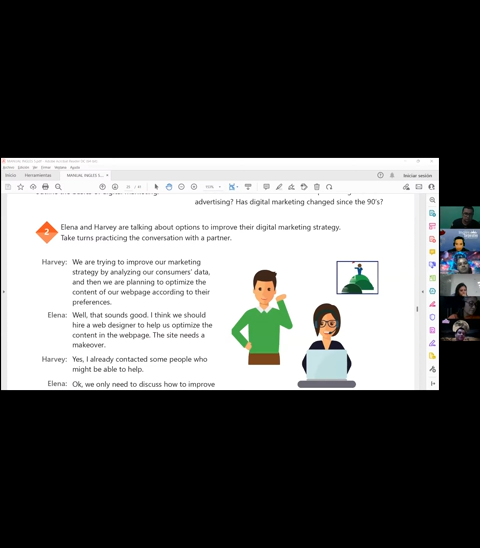 Inicio Herramientas MANUAL INGLES 5... Iniciar sesión
advertising? Has digital marketing changed since the 90's?
2 Elena and Harvey are talking about options to improve their digital marketing strategy.
Take turns practicing the conversation with a partner.
Harvey: We are trying to improve our marketing
strategy by analyzing our consumers' data,
and then we are planning to optimize the
content of our webpage according to their
preferences.
Elena: Well, that sounds good. I think we should
hire a web designer to help us optimize the
content in the webpage. The site needs a
makeover.
Harvey: Yes, I already contacted some people who
might be able to help.
Elena: Ok, we only need to discuss how to improve